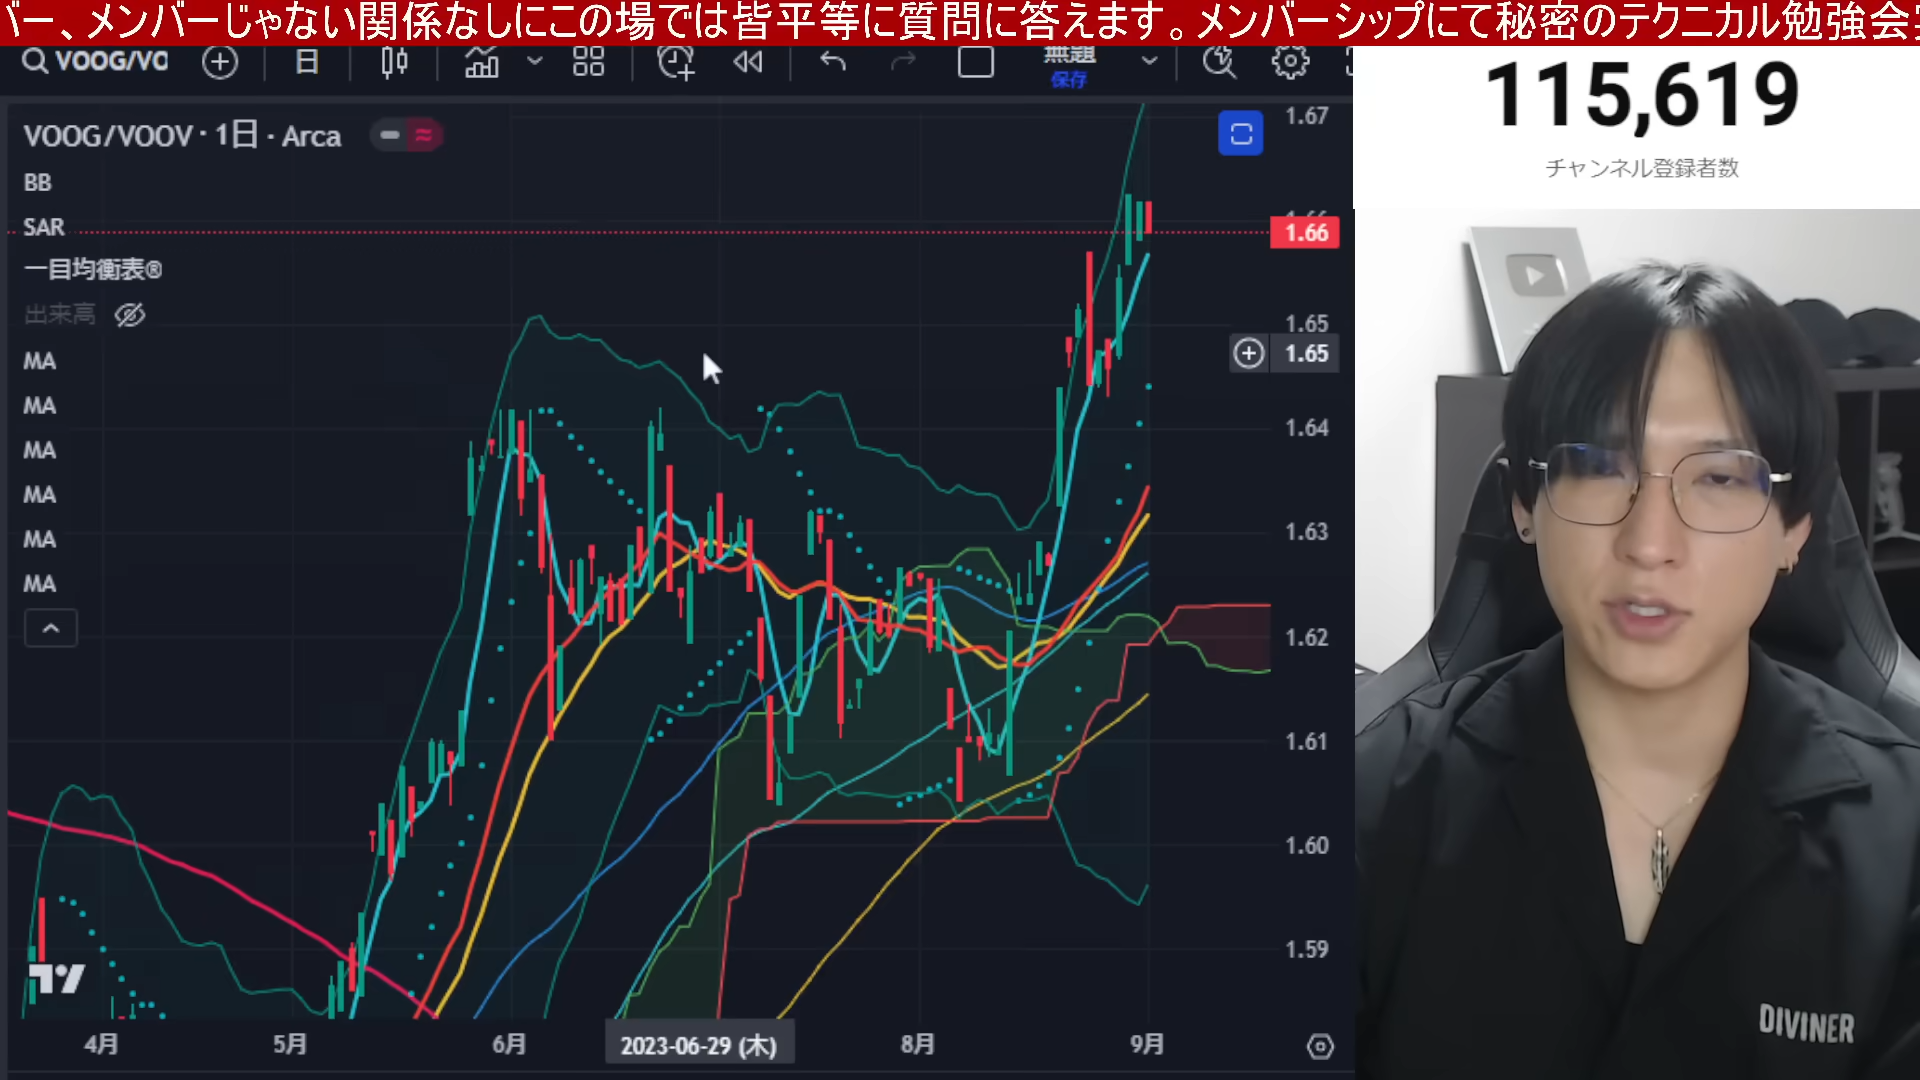 バー、メンバーじゃない関係なしにこの場では皆平等に質問に答えます。メンバーシップにて秘密のテクニカル勉強会
VOOG/VO
日
無題
保存
115,619
チャンネル登録者数
VOOG/VOOV · 1日 · Arca
BB
SAR
一目均衡表®
出来高
MA
MA
MA
MA
MA
MA
1.67
1.66
1.65
1.65
1.64
1.63
1.62
1.61
1.60
1.59
4月
5月
6月
2023-06-29 (木)
8月
9月
DIVINER